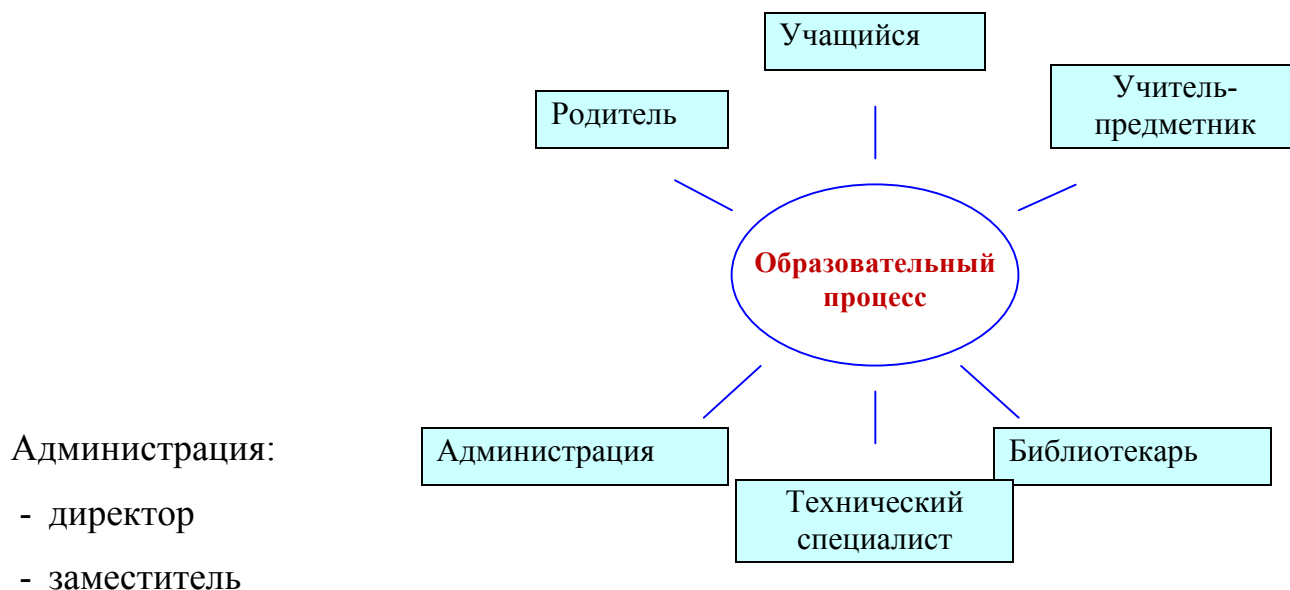 Учащийся
Учитель-
предметник
Родитель
Образовательный
процесс
Администрация:
- директор
- заместитель
Администрация
Библиотекарь
Технический
специалист